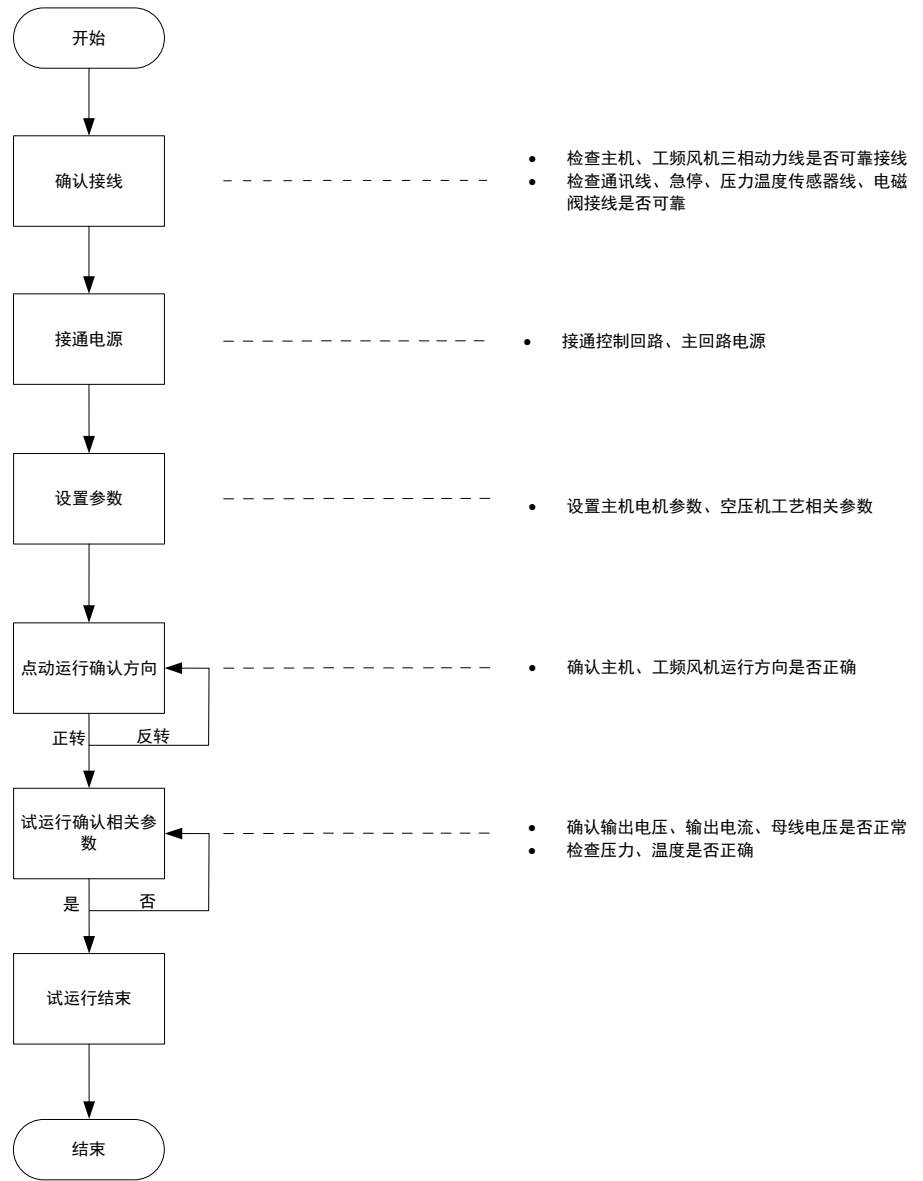 开始
确认接线
• 检查主机、工频风机三相动力线是否可靠接线
• 检查通讯线、急停、压力温度传感器线、电磁
阀接线是否可靠
接通电源
• 接通控制回路、主回路电源
设置参数
• 设置主机电机参数、空压机工艺相关参数
点动运行确认方向
• 确认主机、工频风机运行方向是否正确
正转
反转
试运行确认相关参
数
• 确认输出电压、输出电流、母线电压是否正常
• 检查压力、温度是否正确
是
否
试运行结束
结束